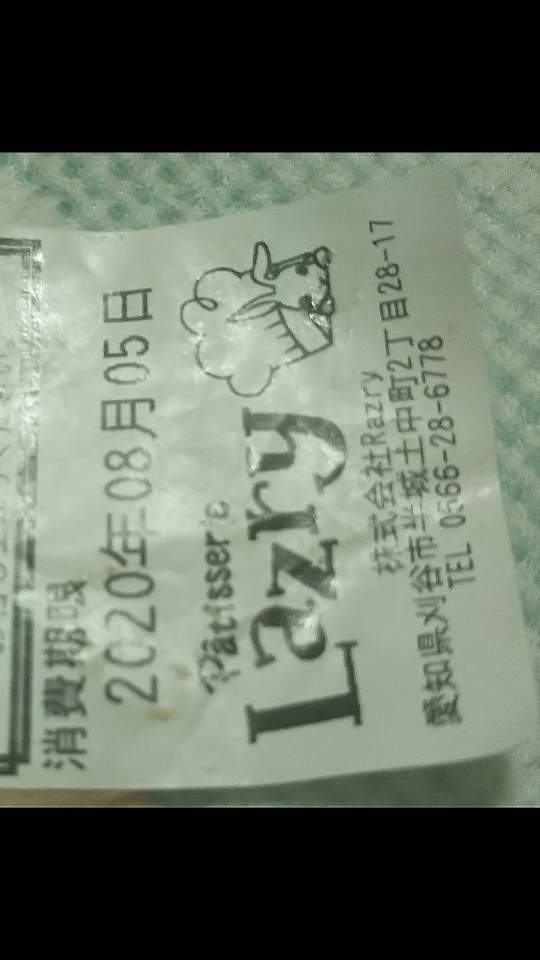 消費期限
2020年08月05日
Pâtisserie
Lazry
株式会社Razry
愛知県刈谷市半城土中町2丁目28-17
TEL 0566-28-6778